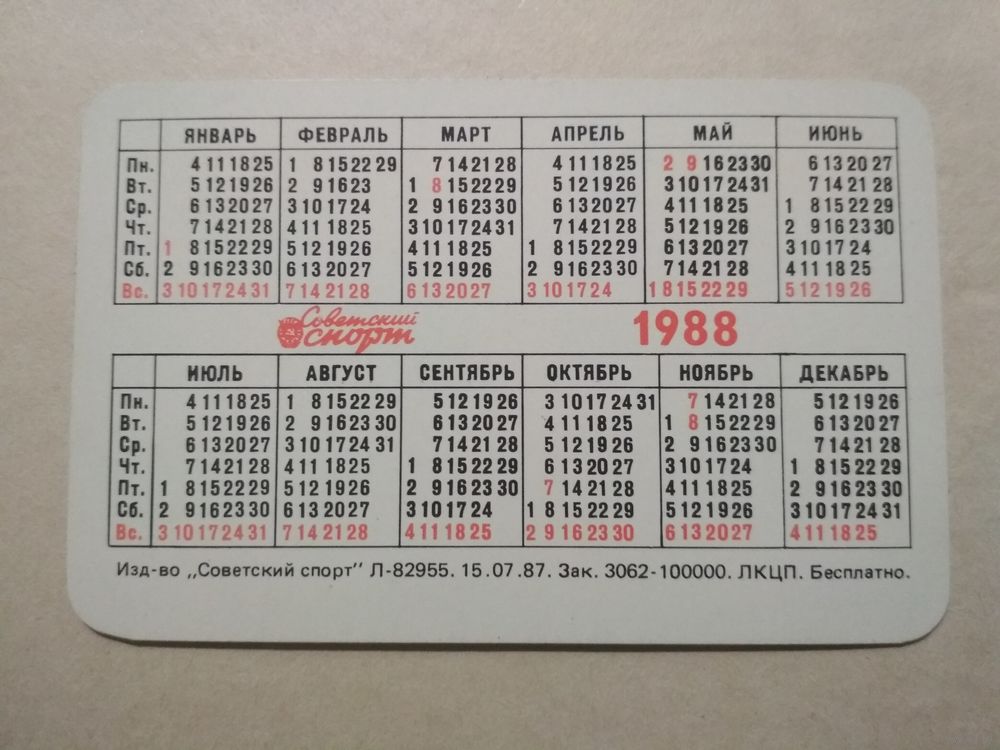 ЯНВАРЬ ФЕВРАЛЬ МАРТ АПРЕЛЬ МАЙ ИЮНЬ
Пн. 4 11 18 25 1 8 15 22 29 7 14 21 28 4 11 18 25 2 9 16 23 30 6 13 20 27
Вт. 5 12 19 26 2 9 16 23 1 8 15 22 29 5 12 19 26 3 10 17 24 31 7 14 21 28
Ср. 6 13 20 27 3 10 17 24 2 9 16 23 30 6 13 20 27 4 11 18 25 1 8 15 22 29
Чт. 7 14 21 28 4 11 18 25 3 10 17 24 31 7 14 21 28 5 12 19 26 2 9 16 23 30
Пт. 1 8 15 22 29 5 12 19 26 4 11 18 25 1 8 15 22 29 6 13 20 27 3 10 17 24
Сб. 2 9 16 23 30 6 13 20 27 5 12 19 26 2 9 16 23 30 7 14 21 28 4 11 18 25
Вс. 3 10 17 24 31 7 14 21 28 6 13 20 27 3 10 17 24 1 8 15 22 29 5 12 19 26
Советский
спорт 1988
ИЮЛЬ АВГУСТ СЕНТЯБРЬ ОКТЯБРЬ НОЯБРЬ ДЕКАБРЬ
Пн. 4 11 18 25 1 8 15 22 29 5 12 19 26 3 10 17 24 31 7 14 21 28 5 12 19 26
Вт. 5 12 19 26 2 9 16 23 30 6 13 20 27 4 11 18 25 1 8 15 22 29 6 13 20 27
Ср. 6 13 20 27 3 10 17 24 31 7 14 21 28 5 12 19 26 2 9 16 23 30 7 14 21 28
Чт. 7 14 21 28 4 11 18 25 1 8 15 22 29 6 13 20 27 3 10 17 24 1 8 15 22 29
Пт. 1 8 15 22 29 5 12 19 26 2 9 16 23 30 7 14 21 28 4 11 18 25 2 9 16 23 30
Сб. 2 9 16 23 30 6 13 20 27 3 10 17 24 1 8 15 22 29 5 12 19 26 3 10 17 24 31
Вс. 3 10 17 24 31 7 14 21 28 4 11 18 25 2 9 16 23 30 6 13 20 27 4 11 18 25
Изд-во „Советский спорт" Л-82955. 15.07.87. Зак. 3062-100000. ЛКЦП. Бесплатно.